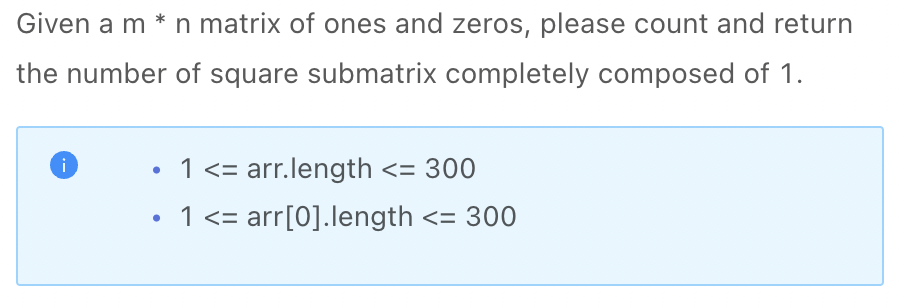 Given a m * n matrix of ones and zeros, please count and return
the number of square submatrix completely composed of 1.
i
• 1 <= arr.length <= 300
• 1 <= arr[0].length <= 300